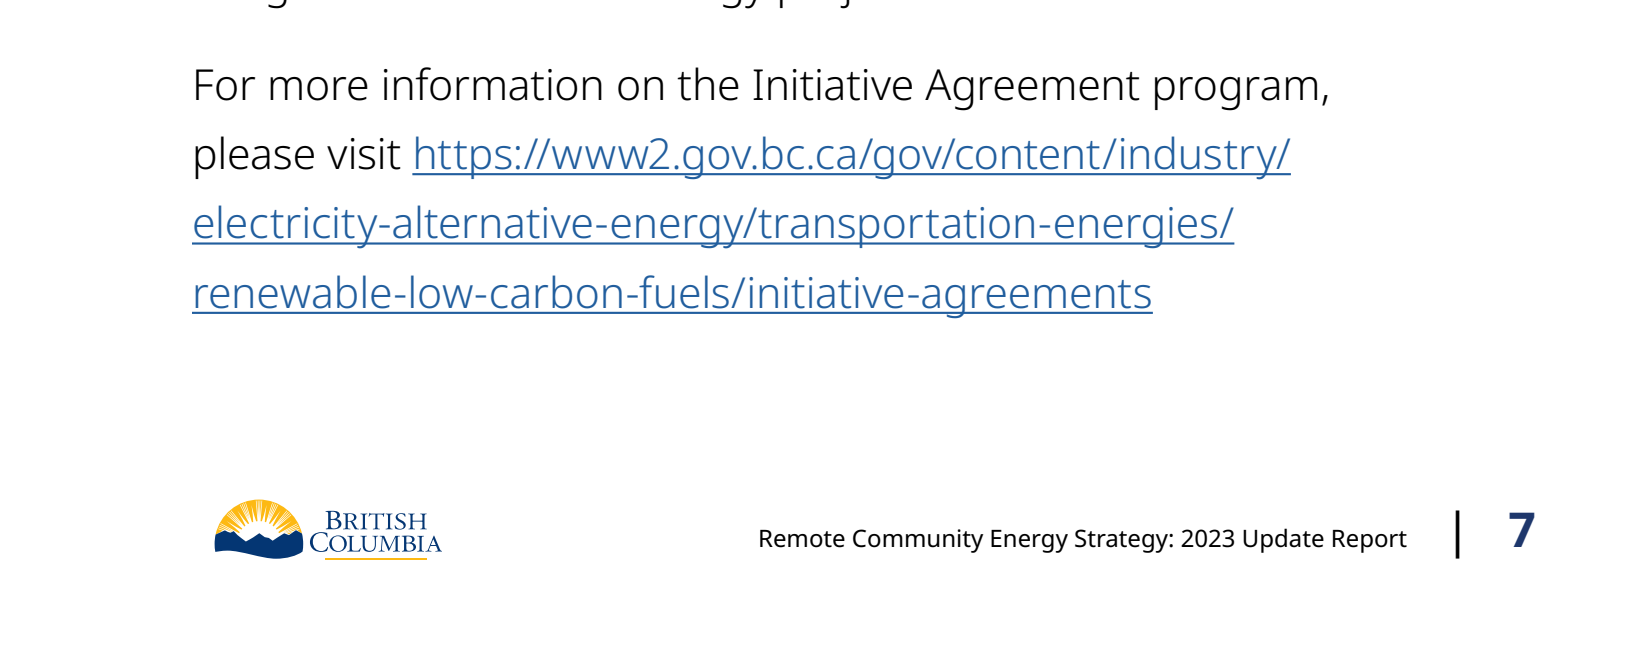 For more information on the Initiative Agreement program,
please visit https://www2.gov.bc.ca/gov/content/industry/
electricity-alternative-energy/transportation-energies/
renewable-low-carbon-fuels/initiative-agreements
BRITISH
COLUMBIA
Remote Community Energy Strategy: 2023 Update Report
7